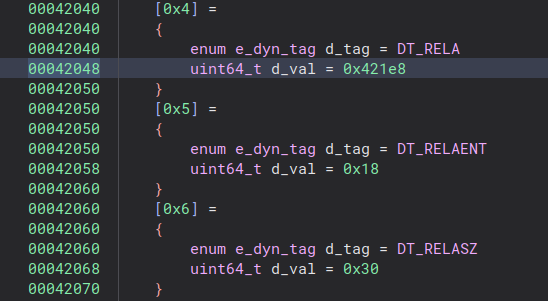 00042040 [0x4] =
00042040 {
00042040 enum e_dyn_tag d_tag = DT_RELA
00042048 uint64_t d_val = 0x421e8
00042050 }
00042050 [0x5] =
00042050 {
00042050 enum e_dyn_tag d_tag = DT_RELAENT
00042058 uint64_t d_val = 0x18
00042060 }
00042060 [0x6] =
00042060 {
00042060 enum e_dyn_tag d_tag = DT_RELASZ
00042068 uint64_t d_val = 0x30
00042070 }